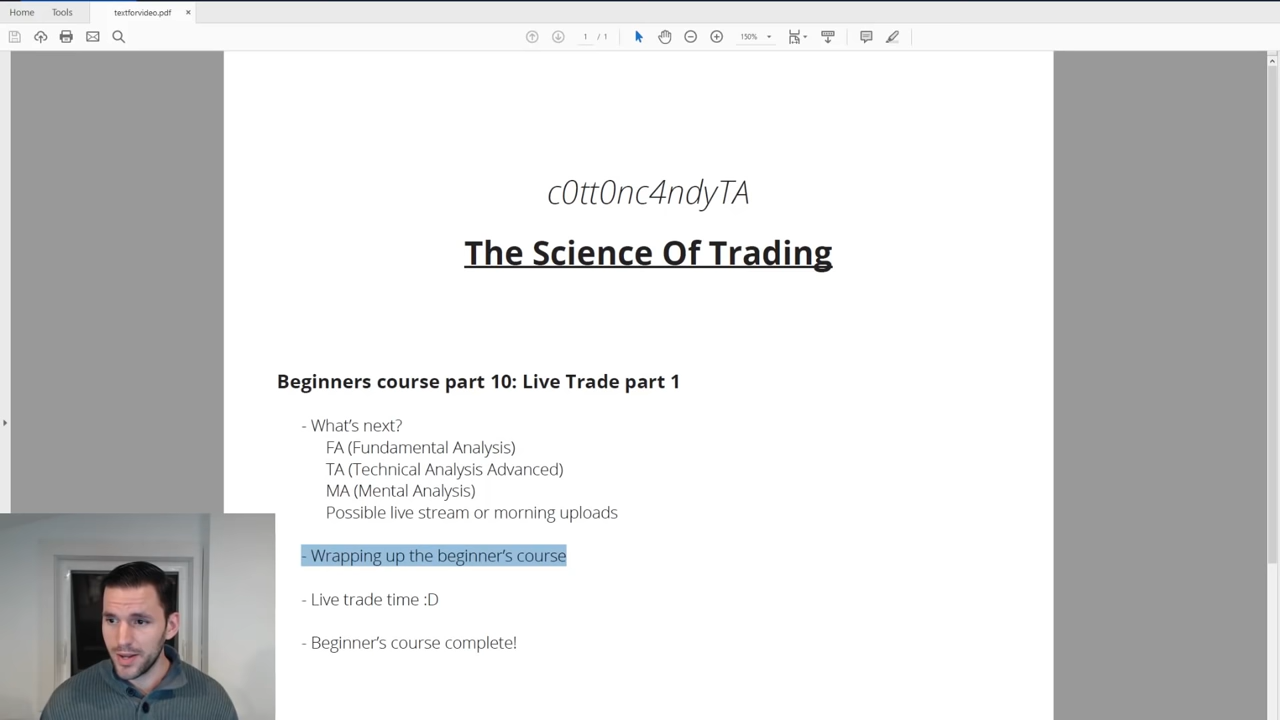 Home Tools textforvideo.pdf ×
1 / 1 150%
c0tt0nc4ndyTA
The Science Of Trading
Beginners course part 10: Live Trade part 1
- What's next?
FA (Fundamental Analysis)
TA (Technical Analysis Advanced)
MA (Mental Analysis)
Possible live stream or morning uploads
- Wrapping up the beginner's course
- Live trade time :D
- Beginner's course complete!